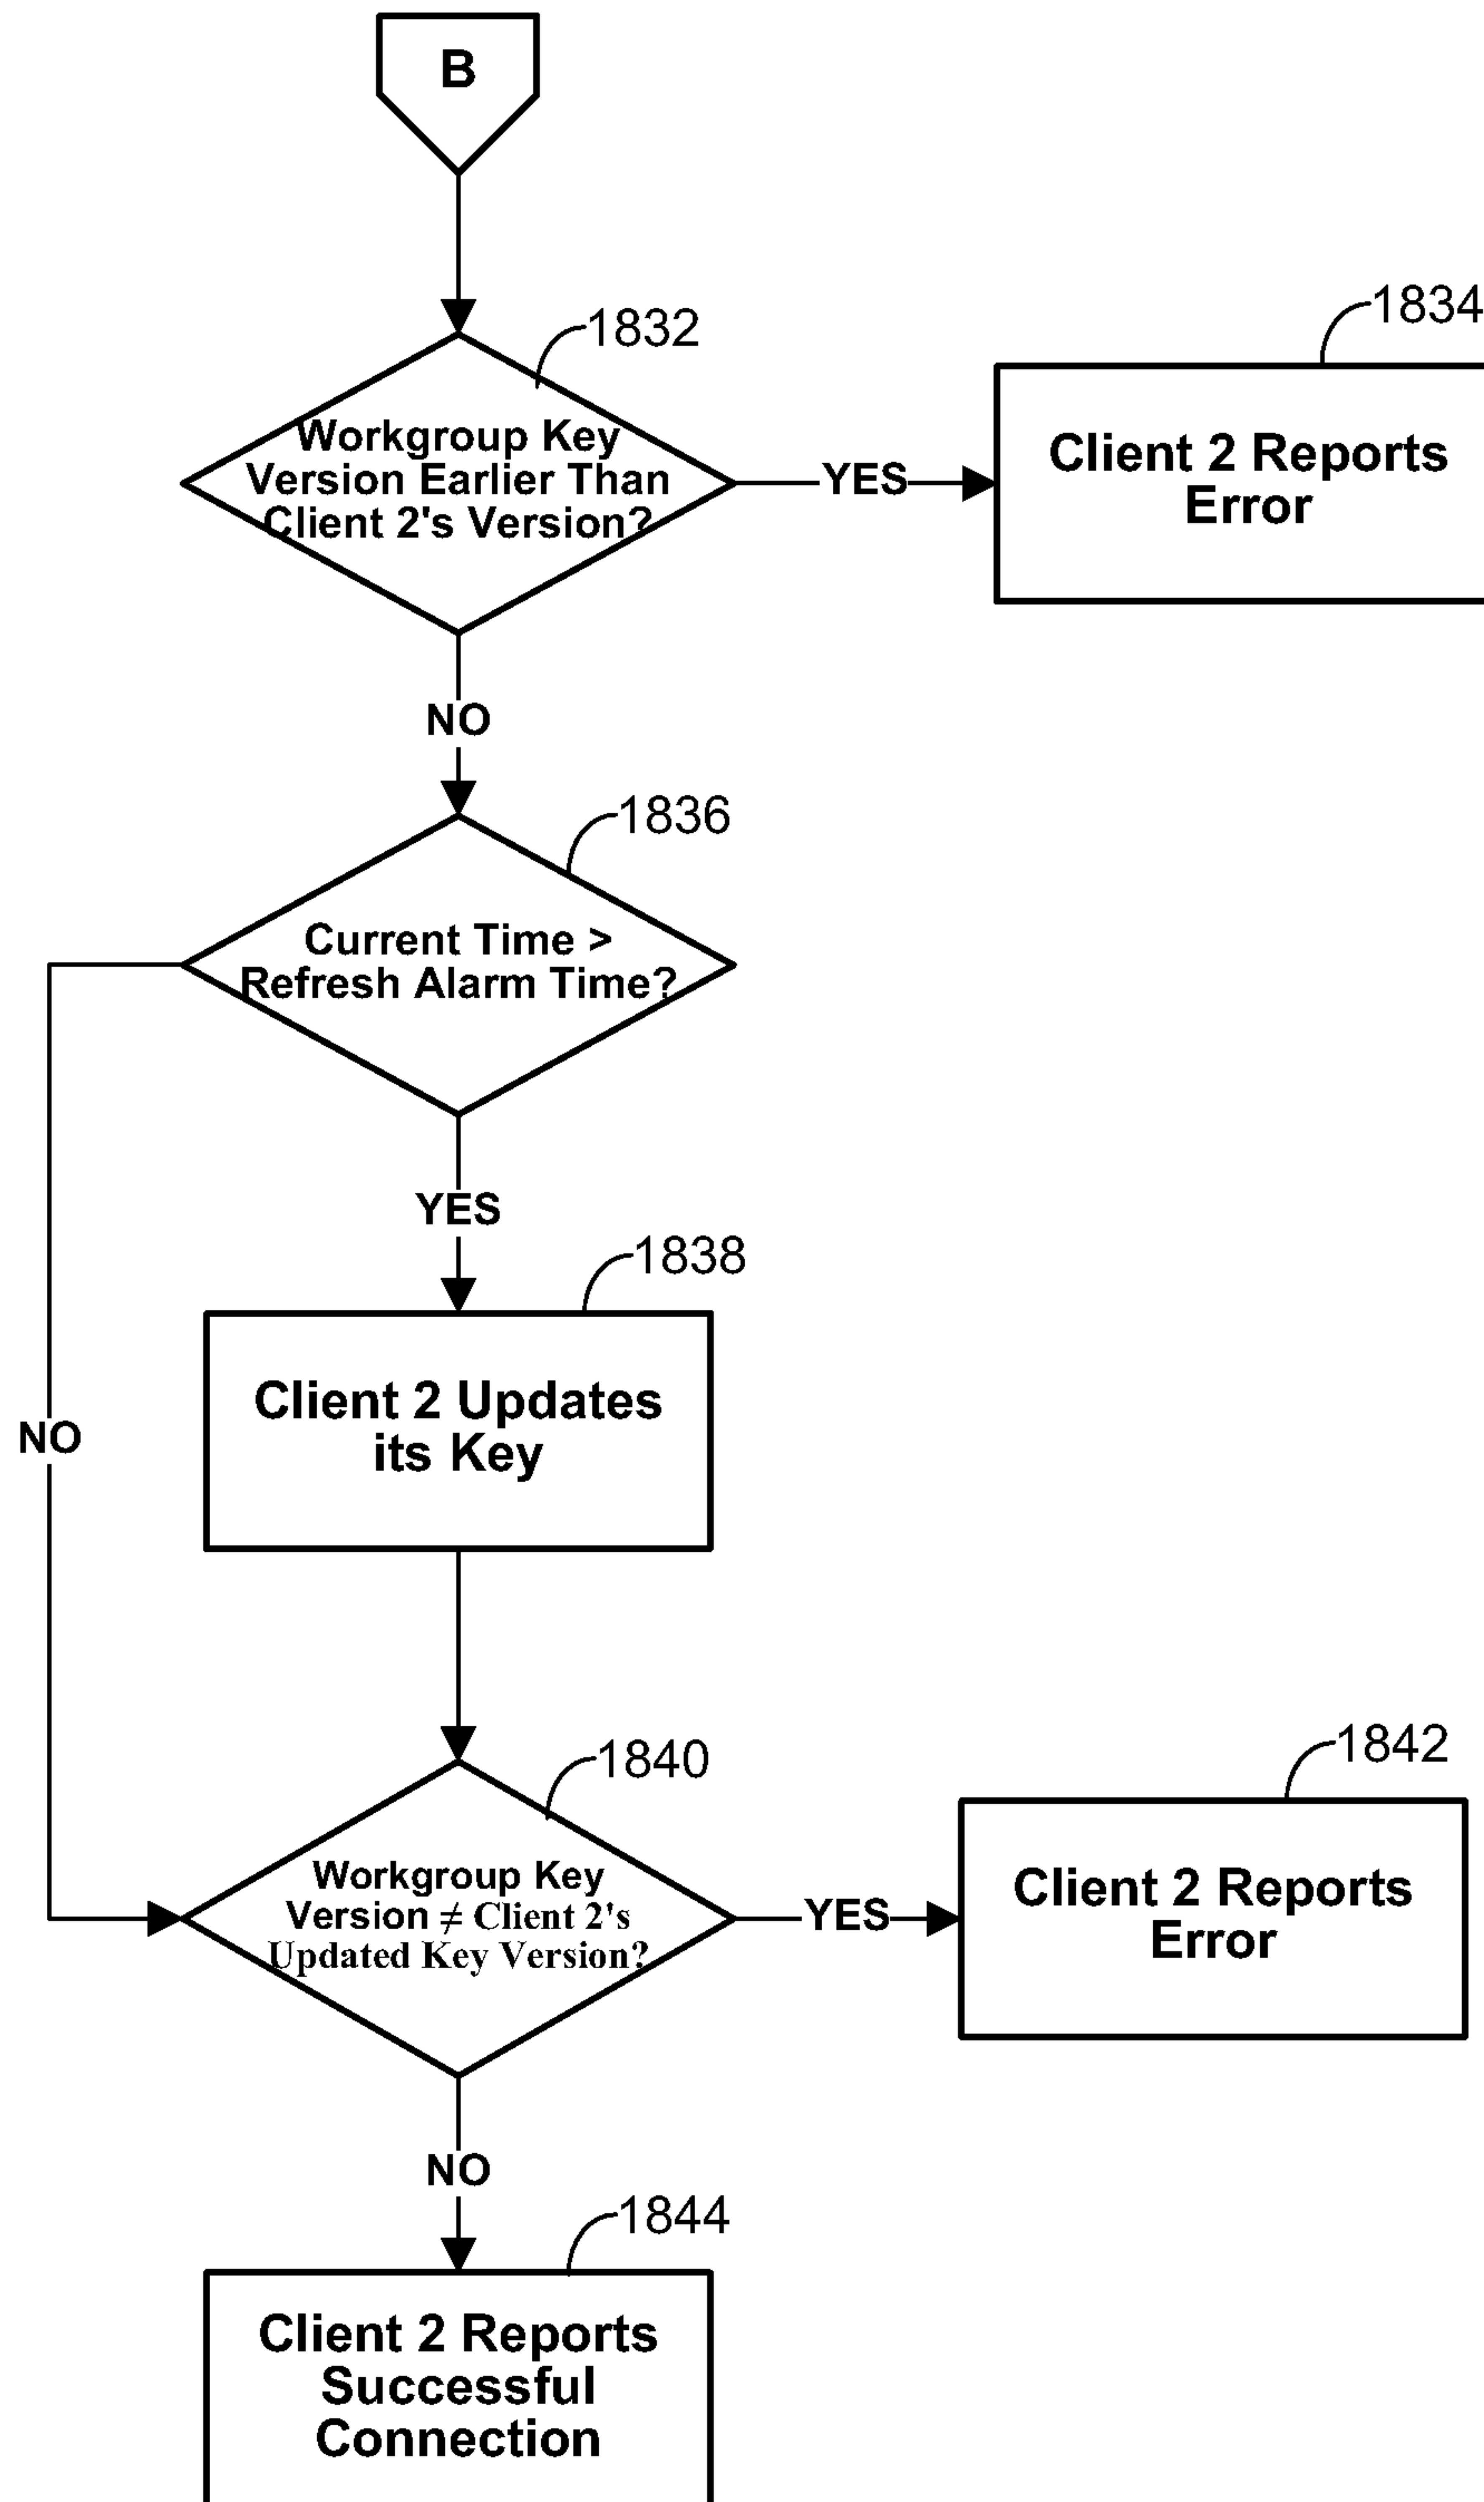 B
1832
1834
Workgroup Key
Version Earlier Than
Client 2's Version?
YES
Client 2 Reports
Error
NO
1836
Current Time >
Refresh Alarm Time?
YES
1838
Client 2 Updates
its Key
NO
1840
1842
Workgroup Key
Version ≠ Client 2's
Updated Key Version?
YES
Client 2 Reports
Error
NO
1844
Client 2 Reports
Successful
Connection